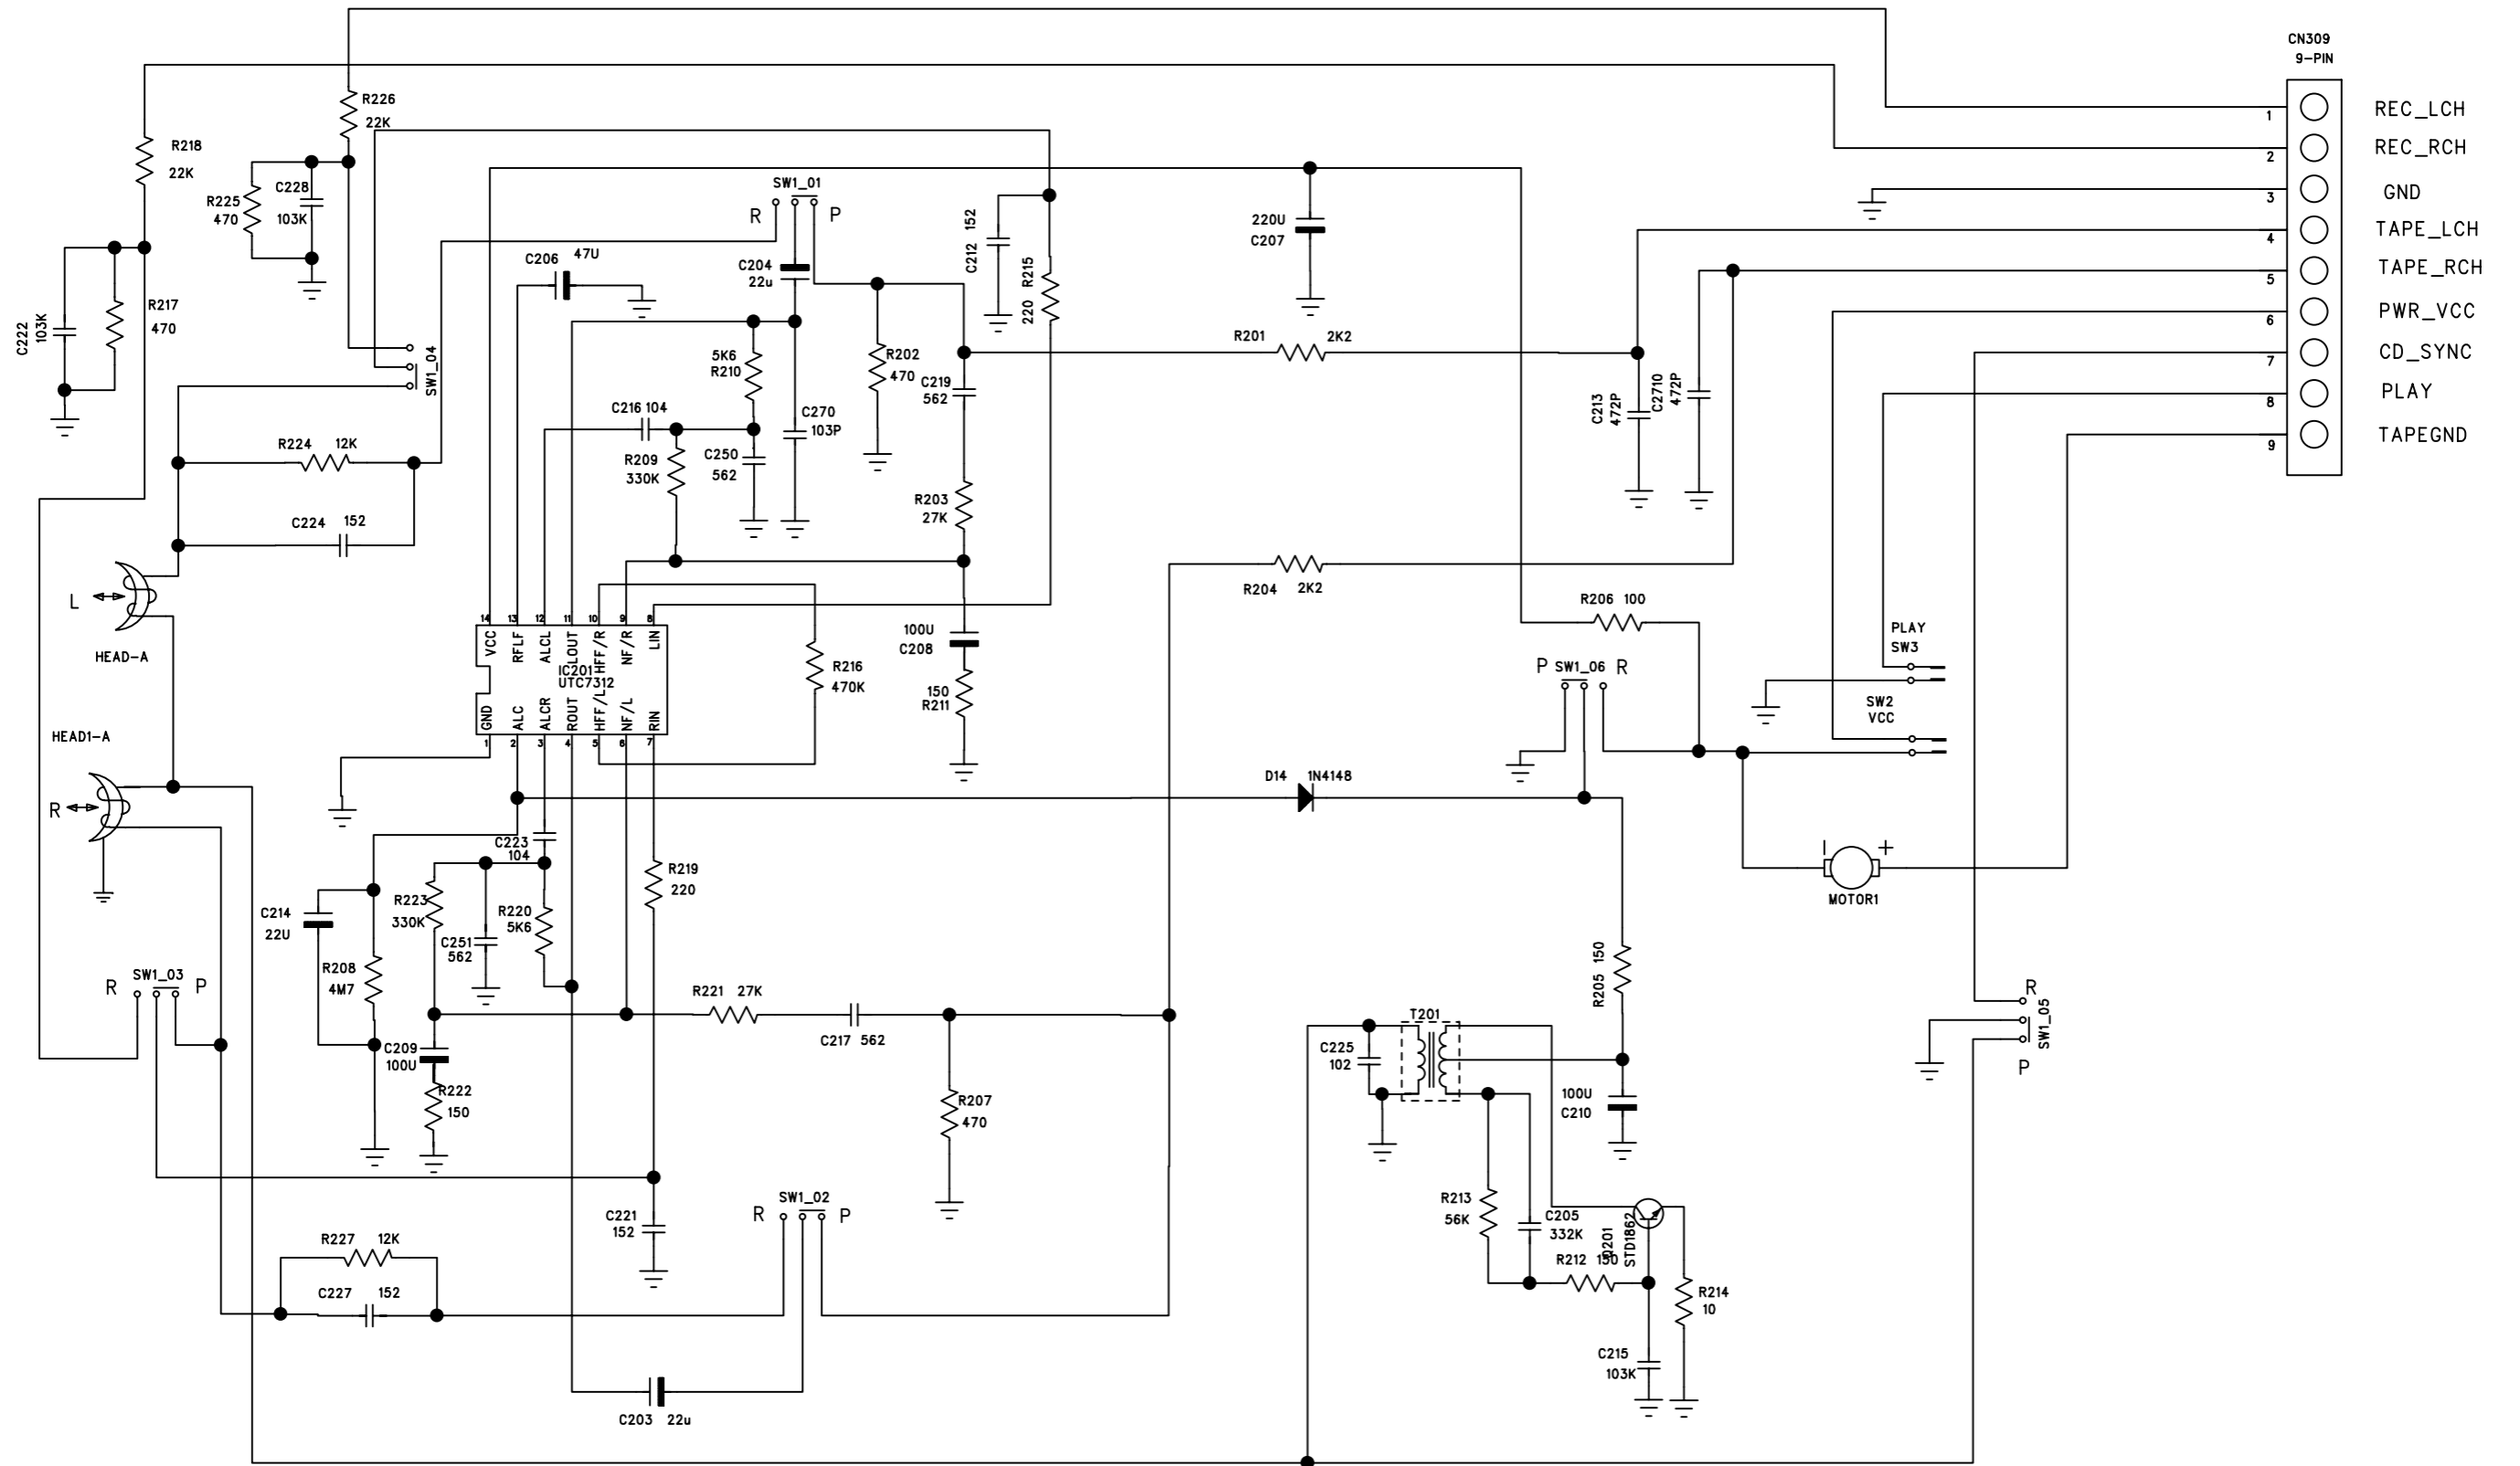 CN309
9-PIN
1 REC_LCH
2 REC_RCH
3 GND
4 TAPE_LCH
5 TAPE_RCH
6 PWR_VCC
7 CD_SYNC
8 PLAY
9 TAPEGND
R226
22K
R218
22K
R225
470
C228
103K
C222
103K
R217
470
SW1_04
SW1_01
R
P
C206
47U
C204
22u
C212 152
R215
220
220U
C207
R202
470
5K6
R210
C219
562
R201 2K2
C213
472P
C2710
472P
C216 104
C270
103P
R224 12K
R209
330K
C250
562
R203
27K
C224 152
R204 2K2
L
HEAD-A
R206 100
PLAY
SW3
SW2
VCC
14 13 12 11 10 9 8
VCC RFLF ALCL LOUT HFF/R NF/R LIN
IC201
UTC7312
GND ALC ALCR ROUT HFF/L NF/L RIN
1 2 3 4 5 6 7
R216
470K
100U
C208
150
R211
P SW1_06 R
HEAD1-A
R
D14 1N4148
- +
MOTOR1
C223
104
R219
220
C214
22U
R223
330K
C251
562
R220
5K6
R208
4M7
SW1_03
R
P
R221 27K
C217 562
C209
100U
R222
150
R207
470
R205 150
T201
C225
102
100U
C210
R
SW1_05
P
C221
152
SW1_02
R
P
R213
56K
C205
332K
Q201
STD1862
R212 150
R214
10
C215
103K
R227 12K
C227 152
C203 22u